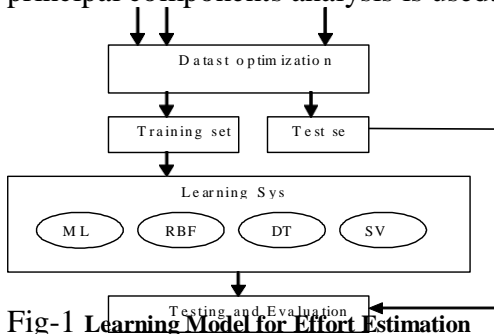 principal components analysis is used.
Datast optimization
Training set
Test se
Learning Sys
ML
RBF
DT
SV
Testing and Evaluation
Fig-1 Learning Model for Effort Estimation